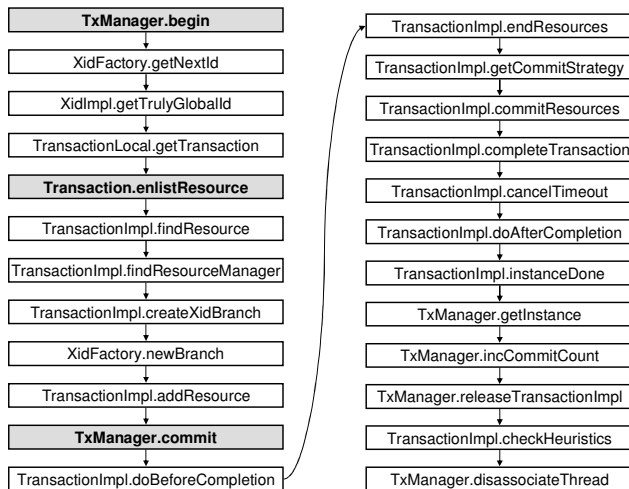 TxManager.begin
XidFactory.getNextId
XidImpl.getTrulyGlobalId
TransactionLocal.getTransaction
Transaction.enlistResource
TransactionImpl.findResource
TransactionImpl.findResourceManager
TransactionImpl.createXidBranch
XidFactory.newBranch
TransactionImpl.addResource
TxManager.commit
TransactionImpl.doBeforeCompletion
TransactionImpl.endResources
TransactionImpl.getCommitStrategy
TransactionImpl.commitResources
TransactionImpl.completeTransaction
TransactionImpl.cancelTimeout
TransactionImpl.doAfterCompletion
TransactionImpl.instanceDone
TxManager.getInstance
TxManager.incCommitCount
TxManager.releaseTransactionImpl
TransactionImpl.checkHeuristics
TxManager.disassociateThread